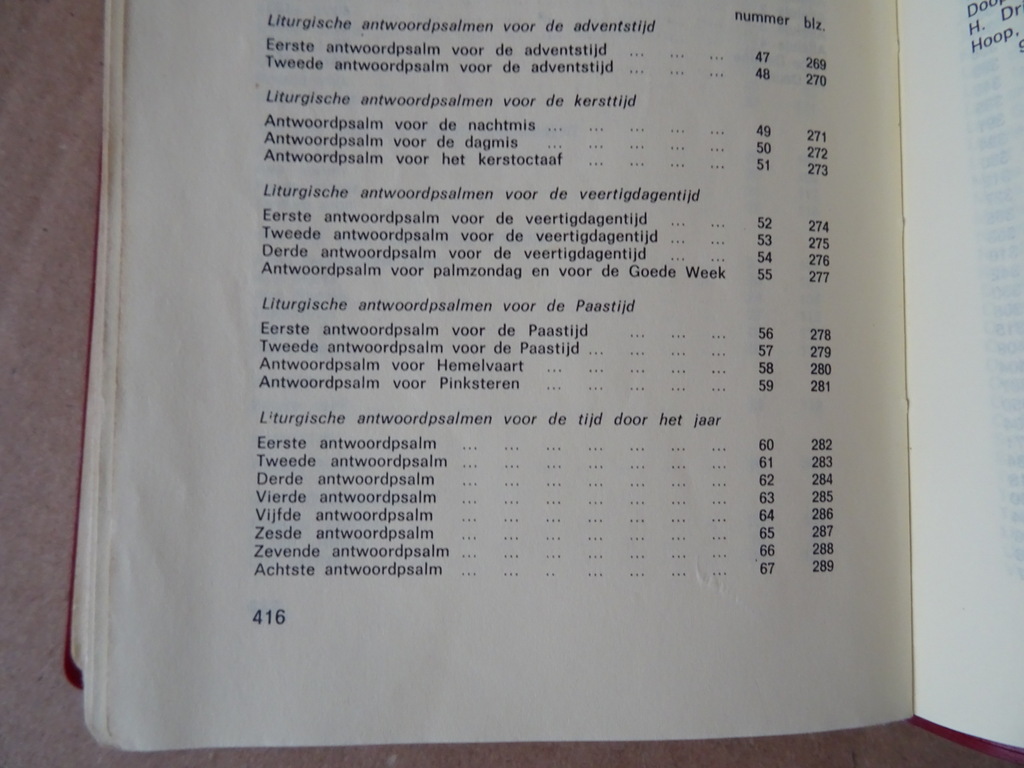 Liturgische antwoordpsalmen voor de adventstijd nummer blz.
Eerste antwoordpsalm voor de adventstijd ... ... ... 47 269
Tweede antwoordpsalm voor de adventstijd ... ... ... 48 270
Liturgische antwoordpsalmen voor de kersttijd
Antwoordpsalm voor de nachtmis ... ... ... ... ... 49 271
Antwoordpsalm voor de dagmis ... ... ... ... ... 50 272
Antwoordpsalm voor het kerstoctaaf ... ... ... ... 51 273
Liturgische antwoordpsalmen voor de veertigdagentijd
Eerste antwoordpsalm voor de veertigdagentijd ... ... 52 274
Tweede antwoordpsalm voor de veertigdagentijd ... ... 53 275
Derde antwoordpsalm voor de veertigdagentijd ... ... 54 276
Antwoordpsalm voor palmzondag en voor de Goede Week 55 277
Liturgische antwoordpsalmen voor de Paastijd
Eerste antwoordpsalm voor de Paastijd ... ... ... 56 278
Tweede antwoordpsalm voor de Paastijd ... ... ... ... 57 279
Antwoordpsalm voor Hemelvaart ... ... ... ... ... 58 280
Antwoordpsalm voor Pinksteren ... ... ... ... ... 59 281
Liturgische antwoordpsalmen voor de tijd door het jaar
Eerste antwoordpsalm ... ... ... ... ... ... ... 60 282
Tweede antwoordpsalm ... ... ... ... ... ... ... 61 283
Derde antwoordpsalm ... ... ... ... ... ... ... 62 284
Vierde antwoordpsalm ... ... ... ... ... ... ... 63 285
Vijfde antwoordpsalm ... ... ... ... ... ... ... 64 286
Zesde antwoordpsalm ... ... ... ... ... ... ... 65 287
Zevende antwoordpsalm ... ... ... ... ... ... ... 66 288
Achtste antwoordpsalm ... ... .. ... ... ... ... 67 289
416
H.
Hoop,